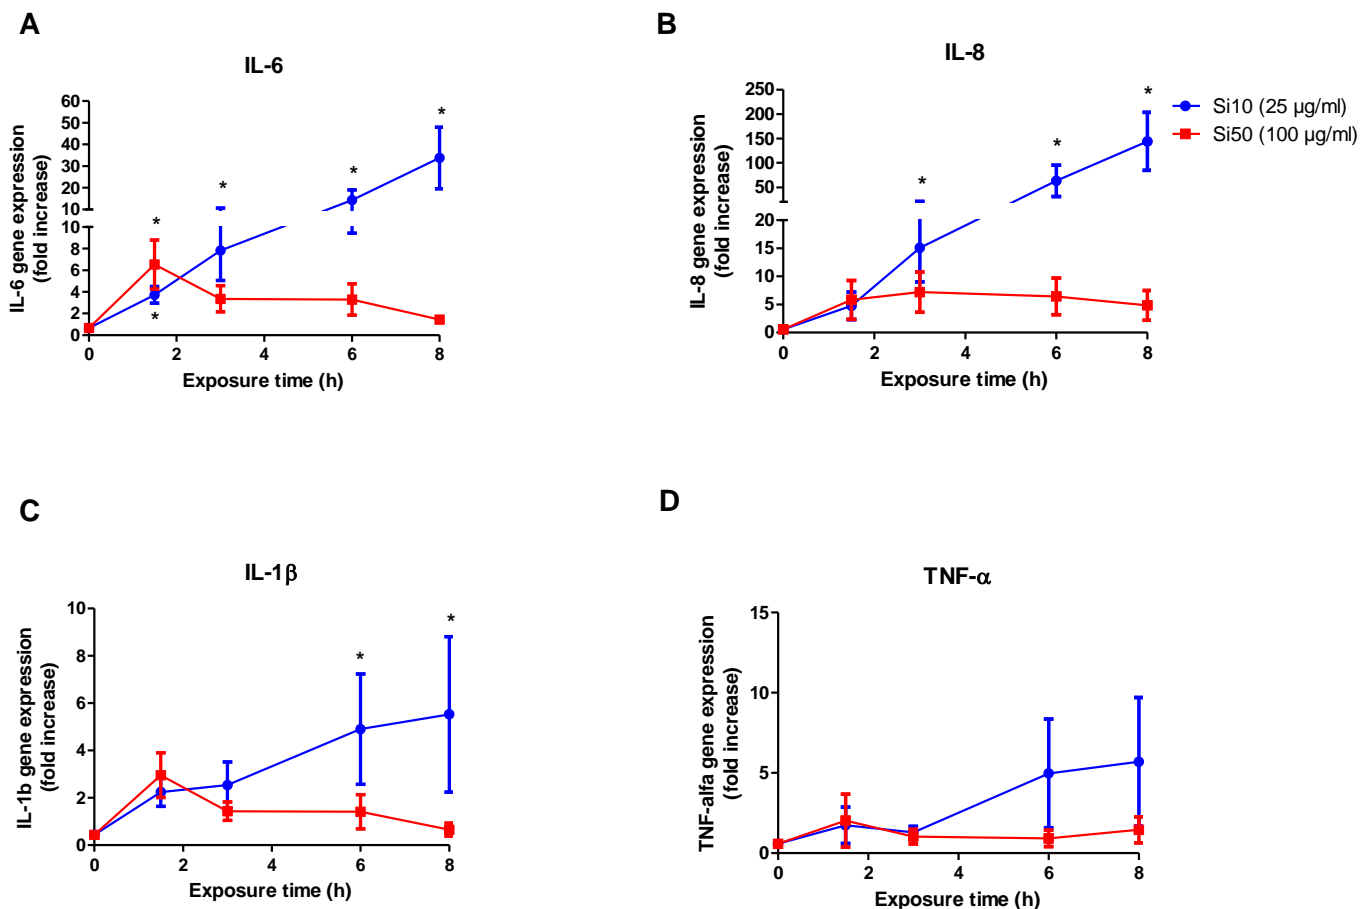 A
IL-6
IL-6 gene expression
(fold increase)
60
50
40
30
20
10
10
8
6
4
2
0
* * * * *
0 2 4 6 8
Exposure time (h)
B
IL-8
IL-8 gene expression
(fold increase)
250
200
150
100
50
20
15
10
5
0
* * *
0 2 4 6 8
Exposure time (h)
Si10 (25 µg/ml)
Si50 (100 µg/ml)
C
IL-1β
IL-1b gene expression
(fold increase)
10
8
6
4
2
0
* *
0 2 4 6 8
Exposure time (h)
D
TNF-α
TNF-alfa gene expression
(fold increase)
15
10
5
0
0 2 4 6 8
Exposure time (h)